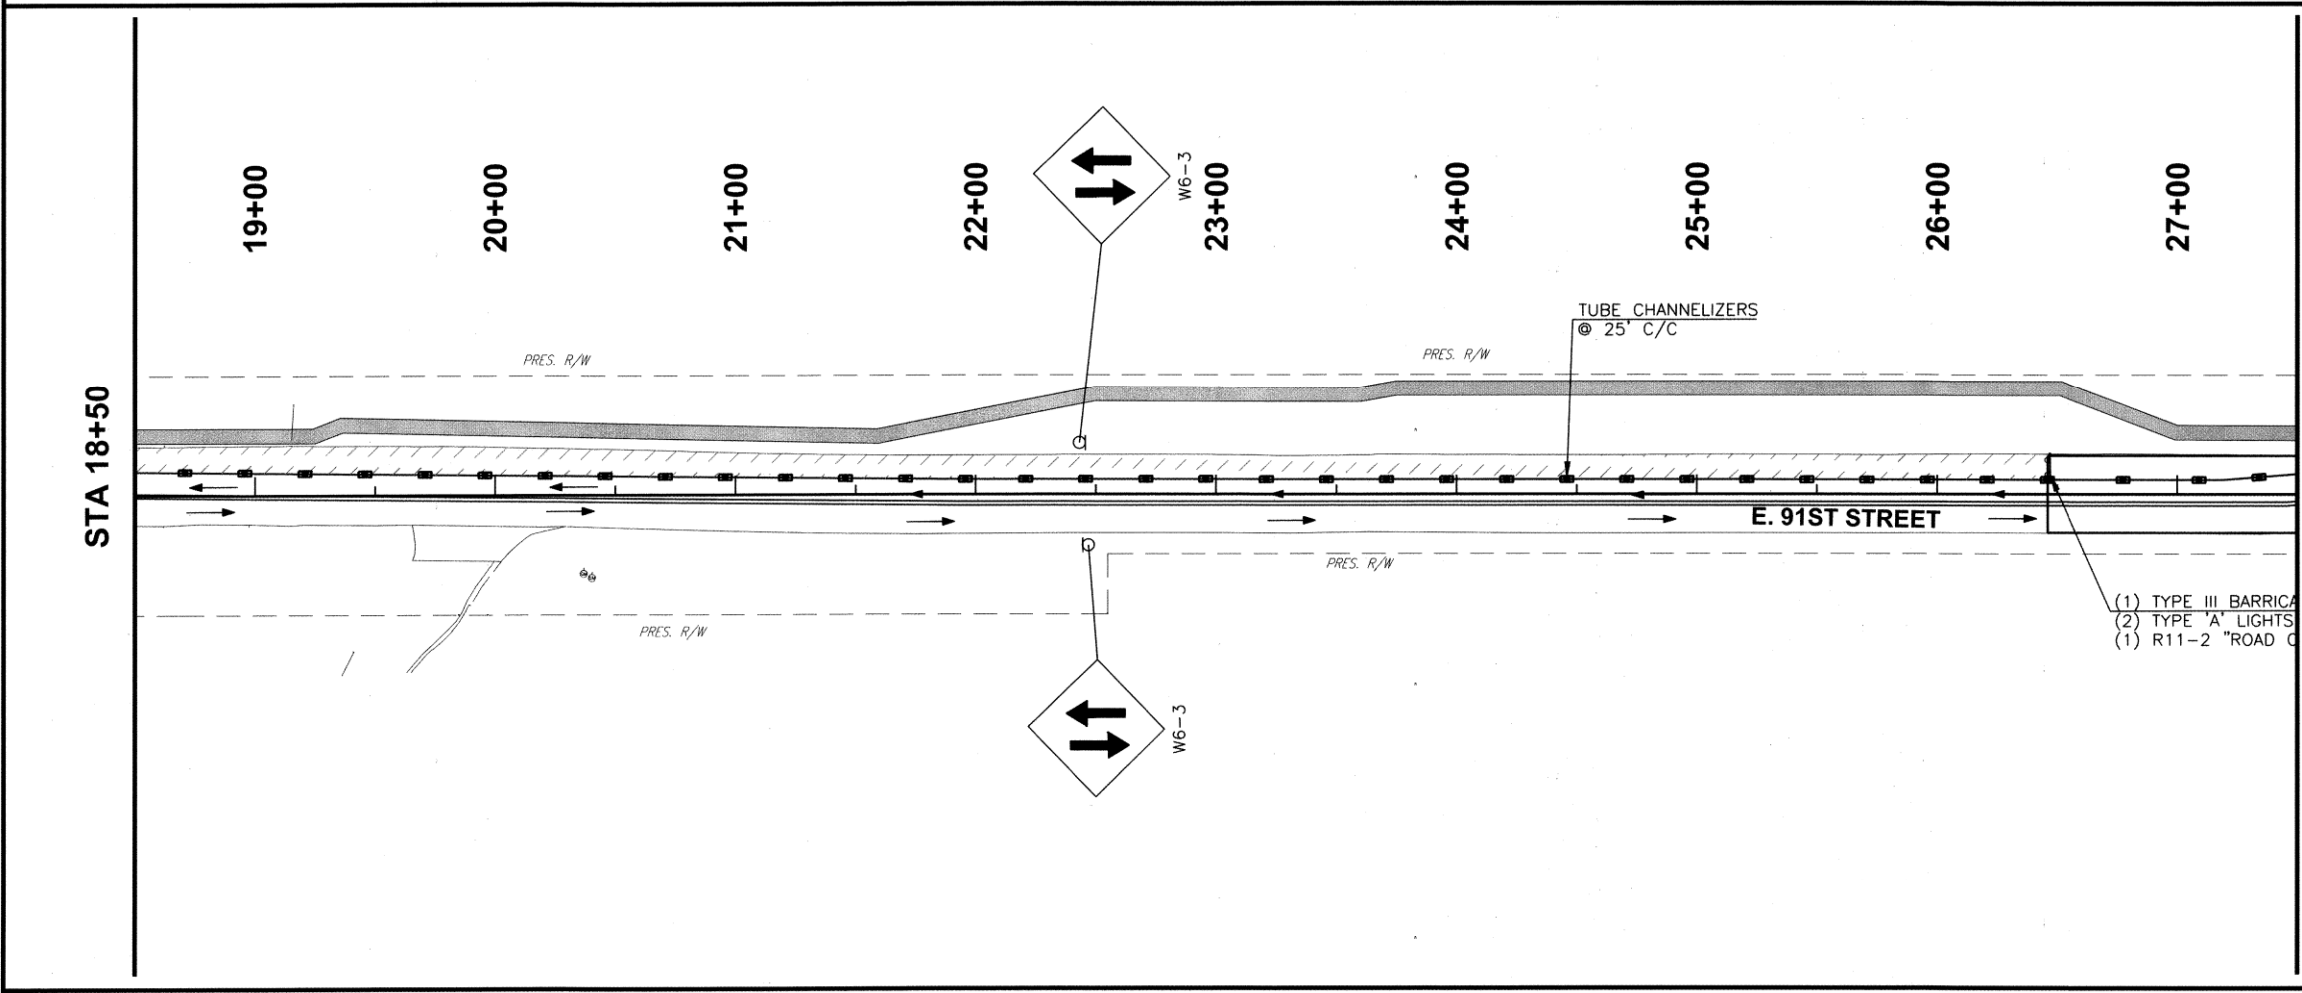 STA 18+50
19+00
20+00
21+00
22+00
23+00
24+00
25+00
26+00
27+00
W6-3
TUBE CHANNELIZERS
@ 25' C/C
PRES. R/W
PRES. R/W
E. 91ST STREET
PRES. R/W
PRES. R/W
(1) TYPE III BARRICA
(2) TYPE 'A' LIGHTS
(1) R11-2 "ROAD C
W6-3